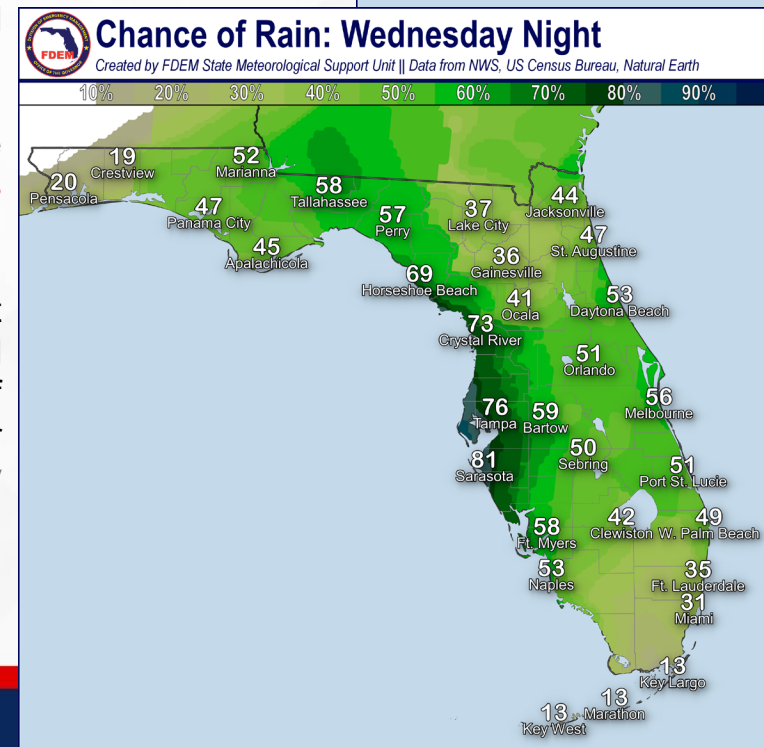 Chance of Rain: Wednesday Night
Created by FDEM State Meteorological Support Unit || Data from NWS, US Census Bureau, Natural Earth
FDEM
10% 20% 30% 40% 50% 60% 70% 80% 90%
19
Crestview
52
Marianna
20
Pensacola
58
Tallahassee
47
Panama City
57
Perry
37
Lake City
44
Jacksonville
45
Apalachicola
47
St. Augustine
36
Gainesville
69
Horseshoe Beach
41
Ocala
53
Daytona Beach
73
Crystal River
51
Orlando
76
Tampa
59
Bartow
56
Melbourne
81
Sarasota
50
Sebring
51
Port St. Lucie
58
Ft. Myers
42
Clewiston
49
W. Palm Beach
53
Naples
35
Ft. Lauderdale
31
Miami
13
Key Largo
13
Marathon
13
Key West